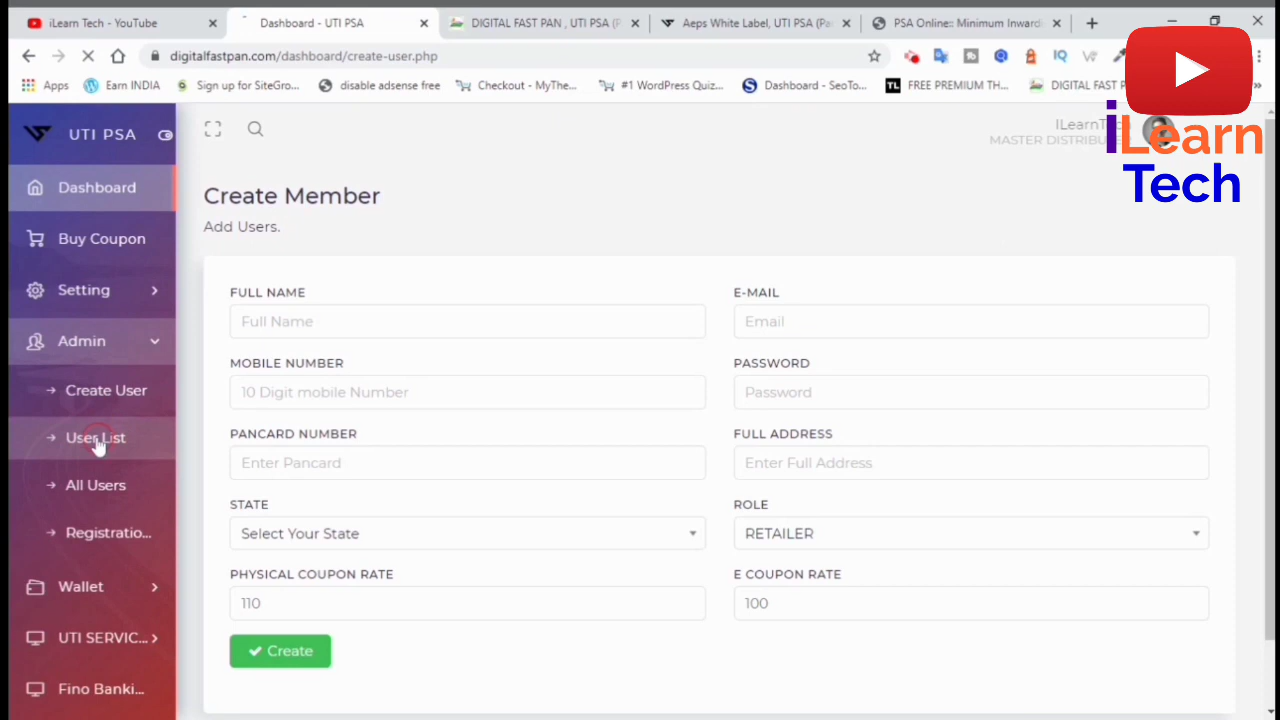 iLearn Tech - YouTube
Dashboard - UTI PSA
DIGITAL FAST PAN , UTI PSA (P
Aeps White Label, UTI PSA (Pa
PSA Online:: Minimum Inward
digitalfastpan.com/dashboard/create-user.php
Apps
Earn INDIA
Sign up for SiteGro...
disable adsense free
Checkout - MyThe...
#1 WordPress Quiz...
Dashboard - SeoTo...
TL FREE PREMIUM TH...
DIGITAL FAST P
iLearn
Tech
UTI PSA
ILearnTech
MASTER DISTRIBU
Dashboard
Buy Coupon
Setting
Admin
Create User
User List
All Users
Registratio...
Wallet
UTI SERVIC...
Fino Banki...
Create Member
Add Users.
FULL NAME
Full Name
E-MAIL
Email
MOBILE NUMBER
10 Digit mobile Number
PASSWORD
Password
PANCARD NUMBER
Enter Pancard
FULL ADDRESS
Enter Full Address
STATE
Select Your State
ROLE
RETAILER
PHYSICAL COUPON RATE
110
E COUPON RATE
100
Create